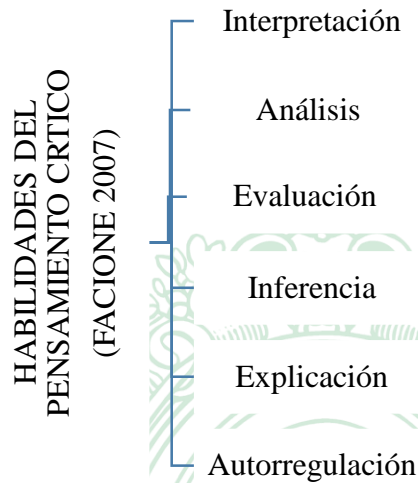 HABILIDADES DEL
PENSAMIENTO CRTICO
(FACIONE 2007)
Interpretación
Análisis
Evaluación
Inferencia
Explicación
Autorregulación